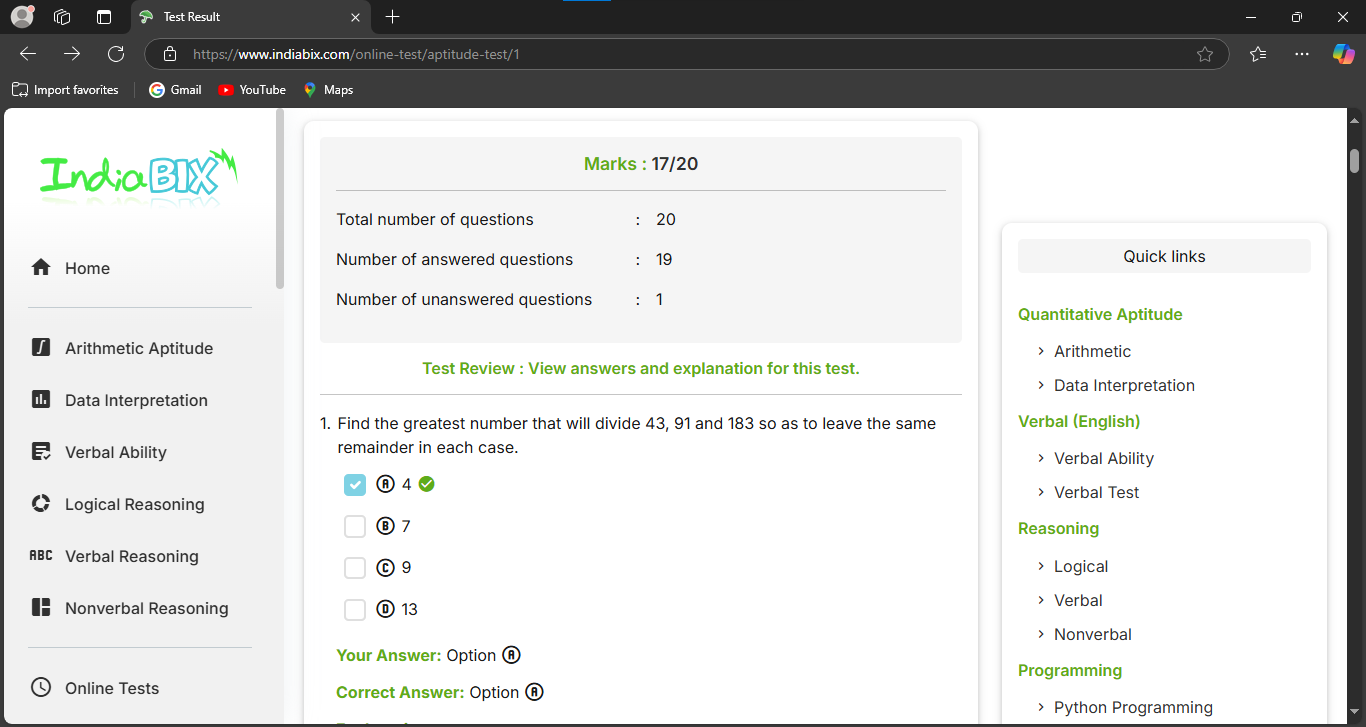 Test Result
https://www.indiabix.com/online-test/aptitude-test/1
Import favorites
Gmail
YouTube
Maps
IndiaBIX
Home
Arithmetic Aptitude
Data Interpretation
Verbal Ability
Logical Reasoning
ABC Verbal Reasoning
Nonverbal Reasoning
Online Tests
Marks : 17/20
Total number of questions : 20
Number of answered questions : 19
Number of unanswered questions : 1
Test Review : View answers and explanation for this test.
1. Find the greatest number that will divide 43, 91 and 183 so as to leave the same
remainder in each case.
A 4
B 7
C 9
D 13
Your Answer: Option A
Correct Answer: Option A
Quick links
Quantitative Aptitude
Arithmetic
Data Interpretation
Verbal (English)
Verbal Ability
Verbal Test
Reasoning
Logical
Verbal
Nonverbal
Programming
Python Programming